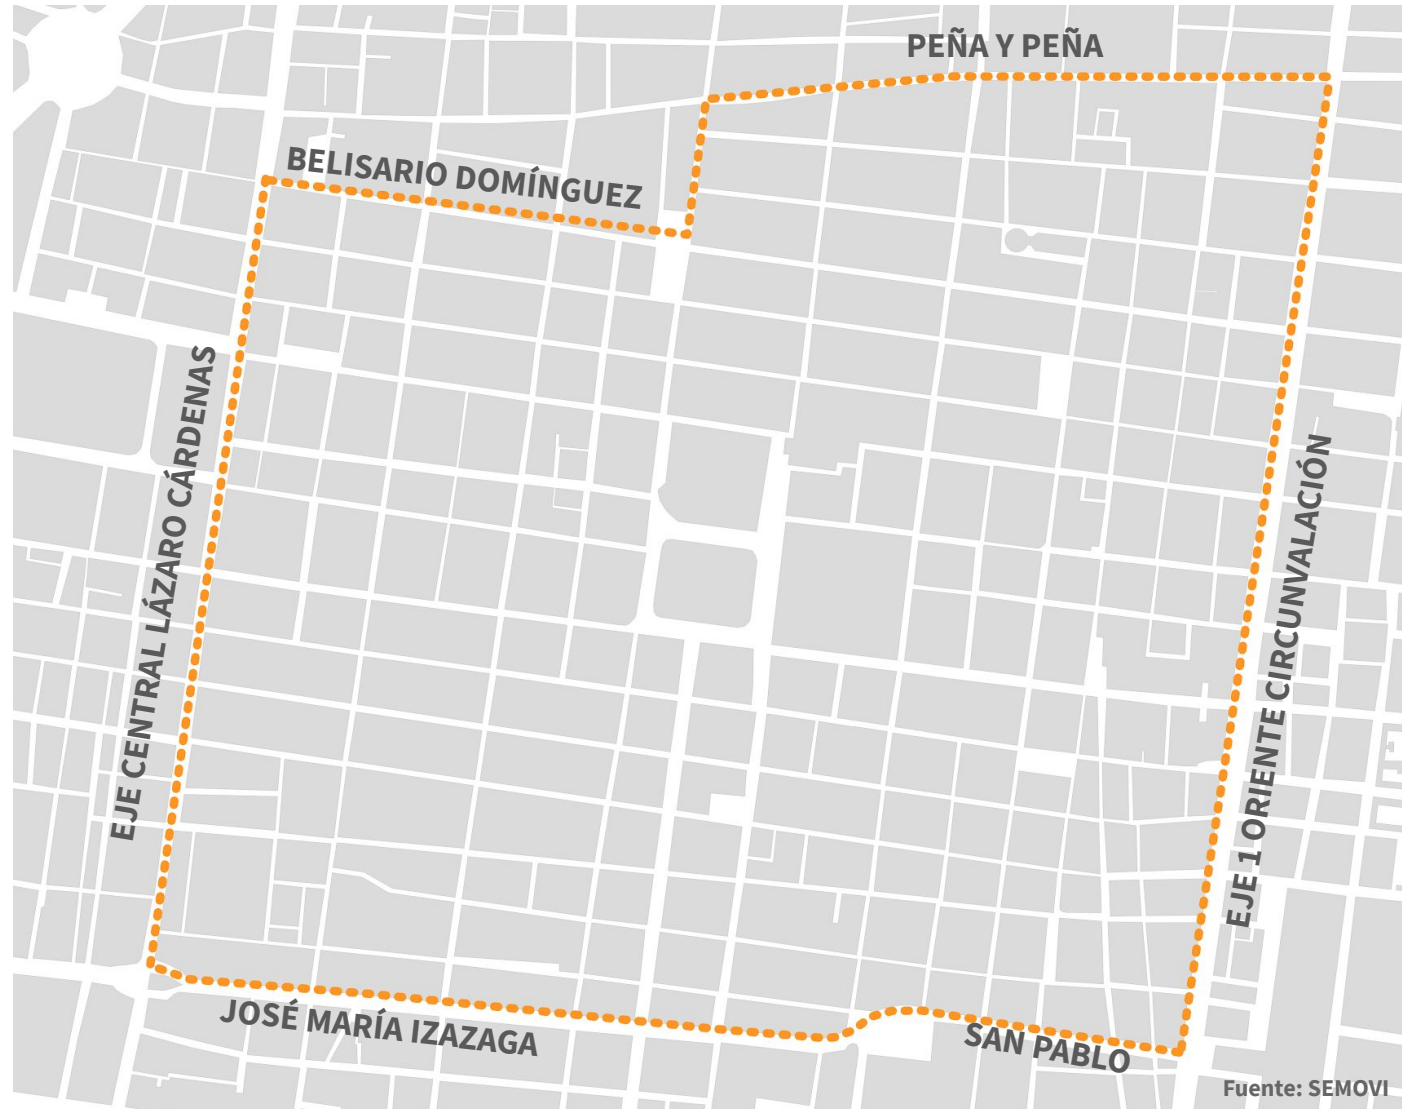 PEÑA Y PEÑA
BELISARIO DOMÍNGUEZ
EJE CENTRAL LÁZARO CÁRDENAS
EJE 1 ORIENTE CIRCUNVALACIÓN
JOSÉ MARÍA IZAZAGA
SAN PABLO
Fuente: SEMOVI